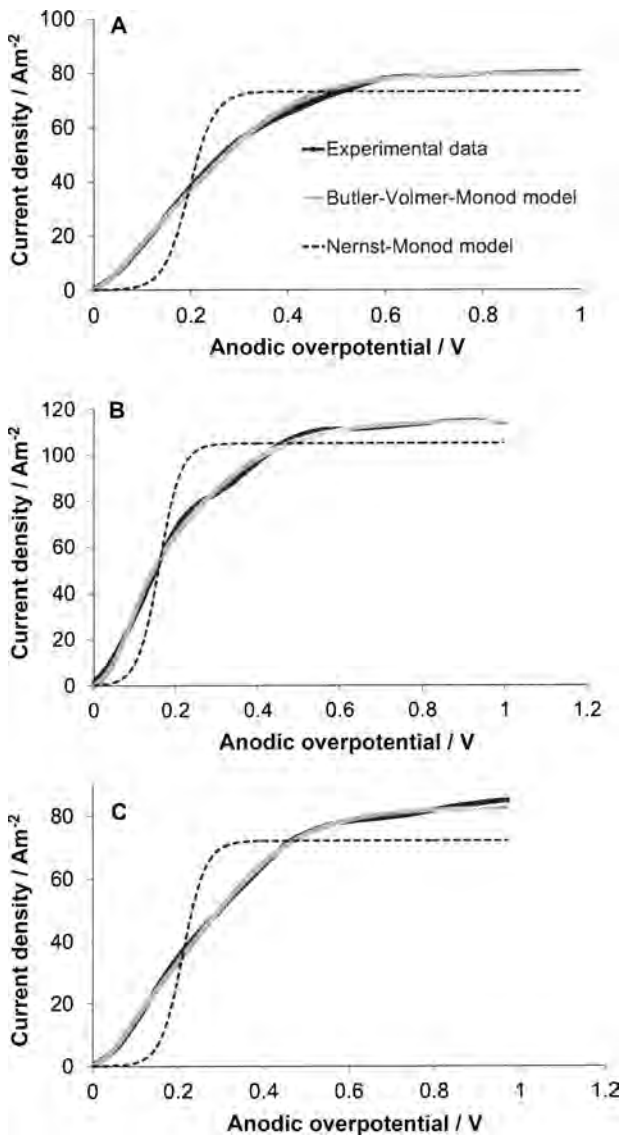 A
Current density / Am-2
100
80
60
40
20
0
Experimental data
Butler-Volmer-Monod model
Nernst-Monod model
0 0.2 0.4 0.6 0.8 1
Anodic overpotential / V
B
Current density / Am-2
120
100
80
60
40
20
0
0 0.2 0.4 0.6 0.8 1 1.2
Anodic overpotential / V
C
Current density / Am-2
80
60
40
20
0
0 0.2 0.4 0.6 0.8 1 1.2
Anodic overpotential / V